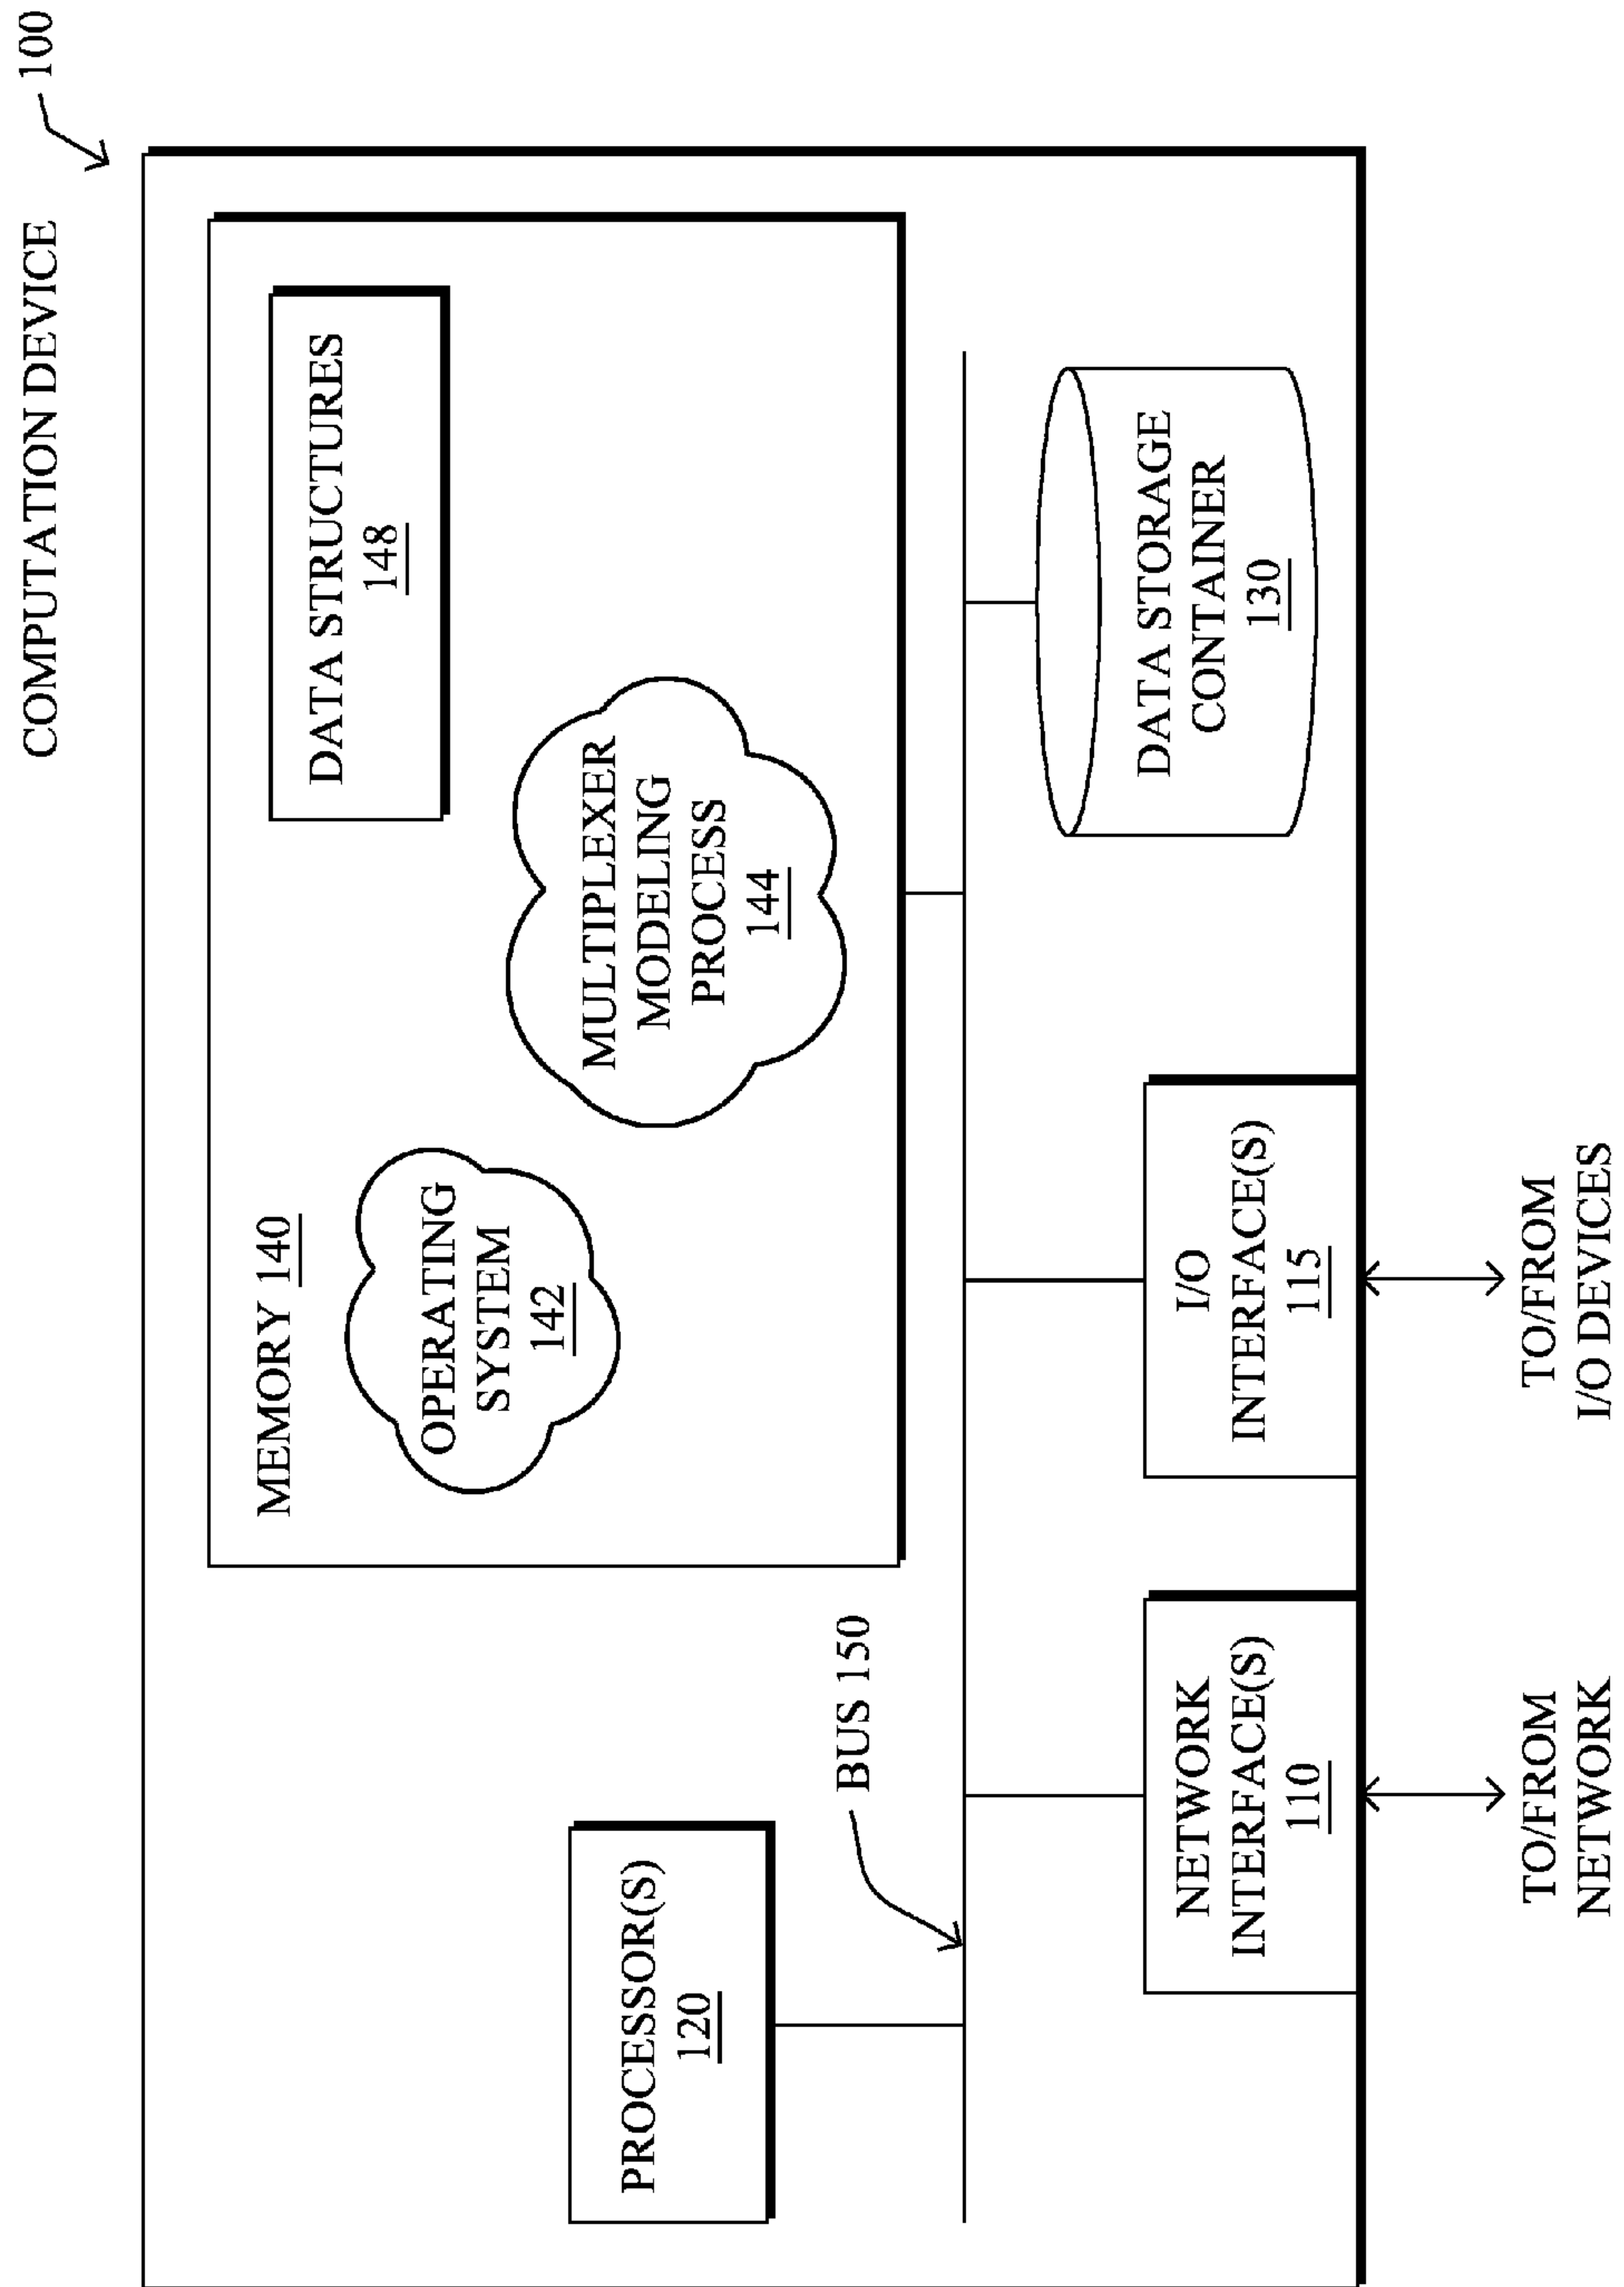 COMPUTATION DEVICE
100
MEMORY 140
DATA STRUCTURES
148
OPERATING
SYSTEM
142
MULTIPLEXER
MODELING
PROCESS
144
PROCESSOR(S)
120
BUS 150
NETWORK
INTERFACE(S)
110
I/O
INTERFACE(S)
115
DATA STORAGE
CONTAINER
130
TO/FROM
NETWORK
TO/FROM
I/O DEVICES